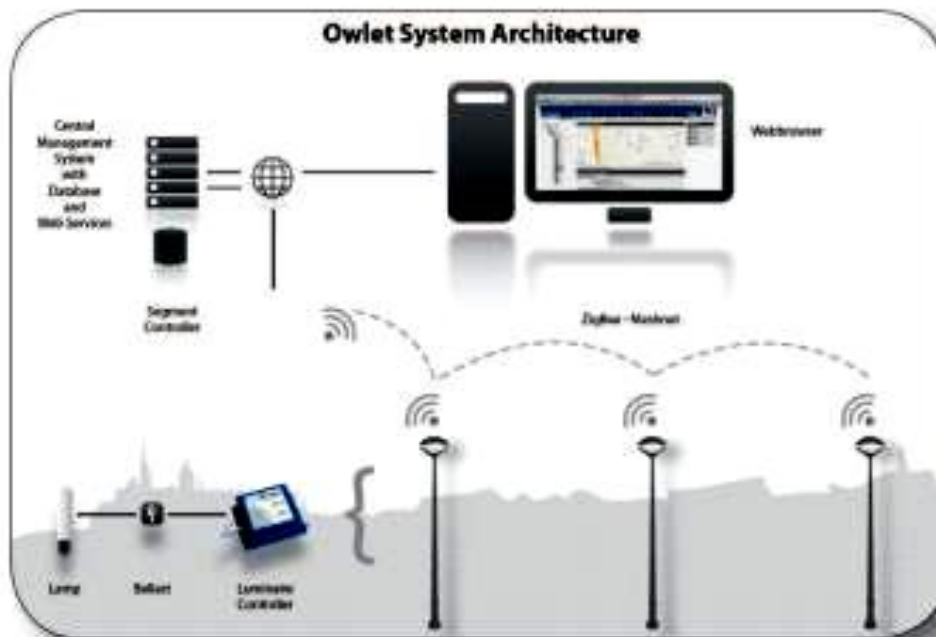 Owlet System Architecture
Central
Management
System
with
Database
and
Web Services
Webbrowser
Segment
Controller
ZigBee - Meshnet
Lamp
Ballast
Luminaire
Controller